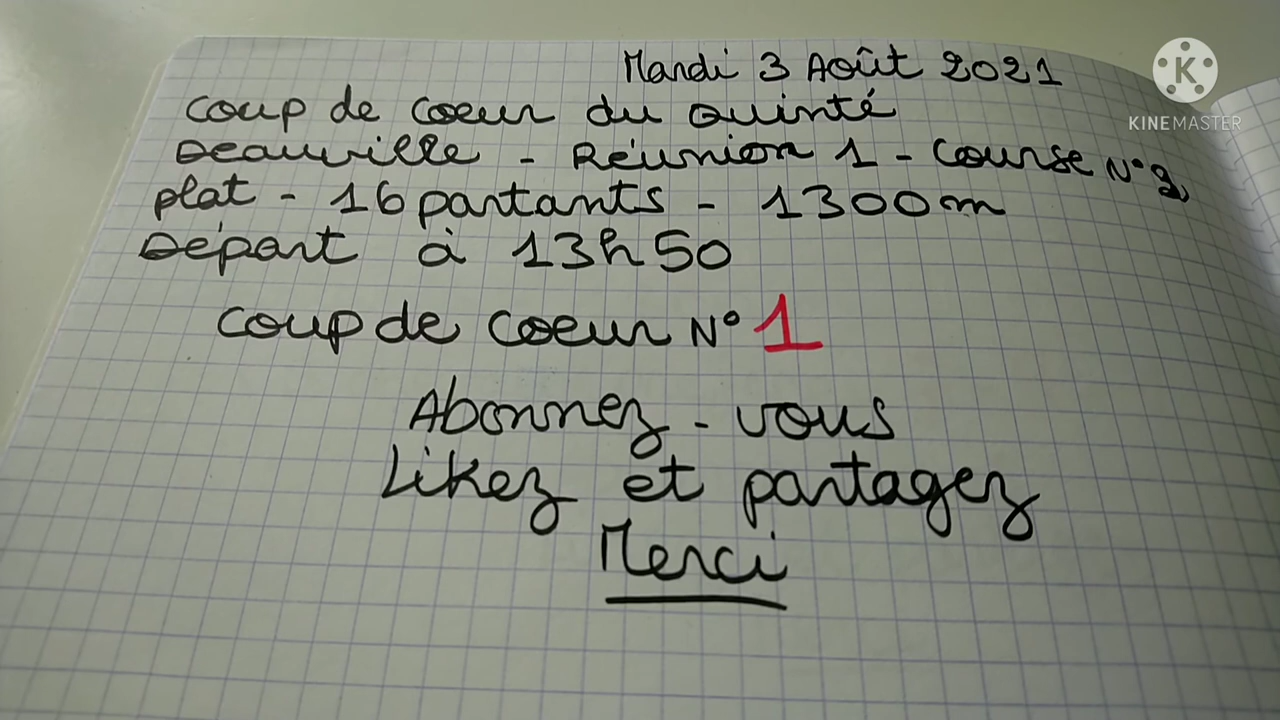 Mardi 3 Août 2021
Coup de coeur du Quinté
Deauville - Réunion 1 - Course N°2
plat - 16 partants - 1300m
Départ à 13h50
Coup de coeur N° 1
Abonnez-vous
Likez et partagez
Merci
K
KINEMASTER